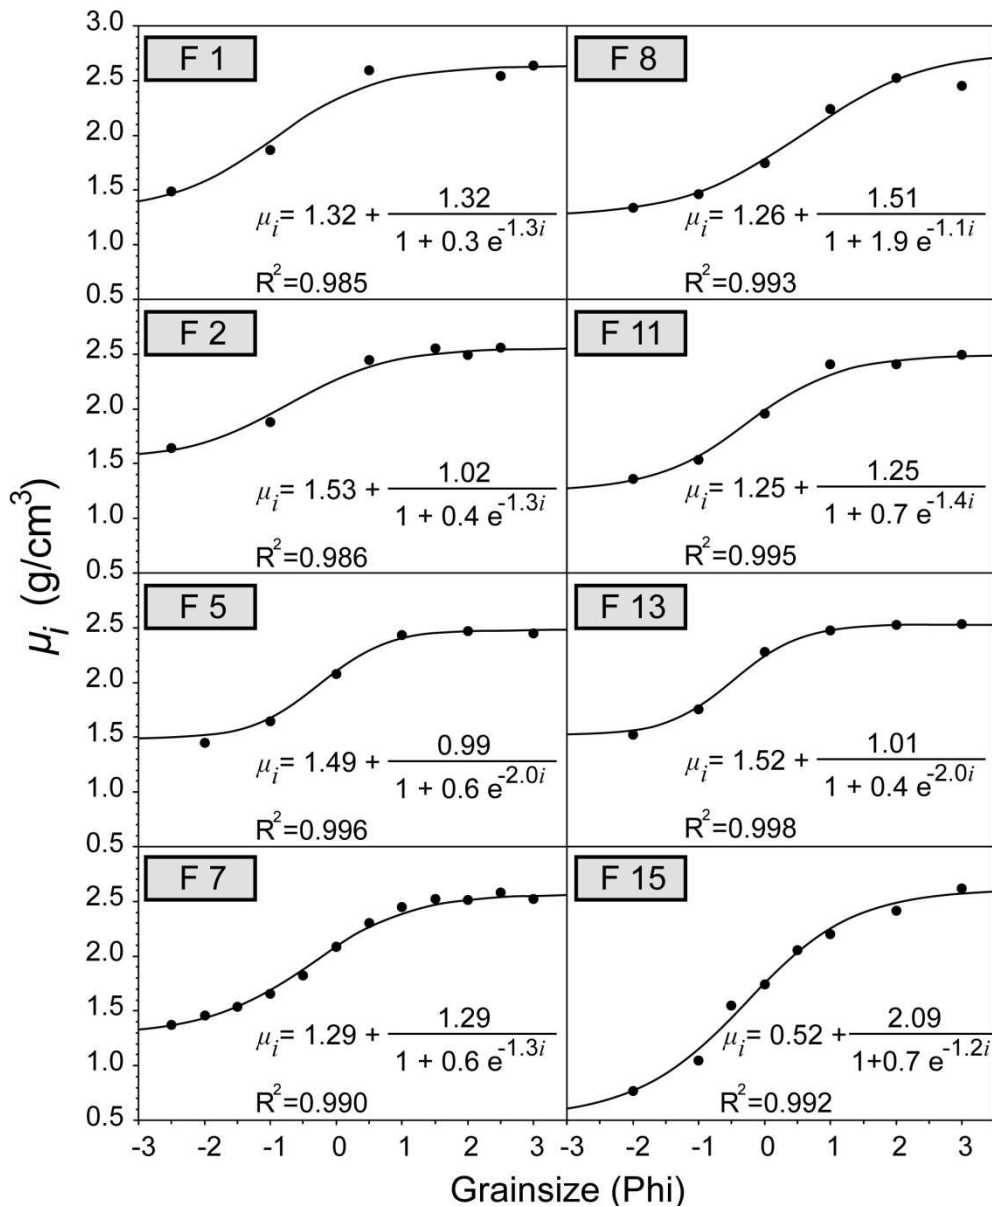 3.0
2.5
2.0
1.5
1.0
0.5
F 1
μi = 1.32 + 1.32 / 1 + 0.3 e^-1.3i
R²=0.985
F 8
μi = 1.26 + 1.51 / 1 + 1.9 e^-1.1i
R²=0.993
2.5
2.0
1.5
1.0
0.5
F 2
μi = 1.53 + 1.02 / 1 + 0.4 e^-1.3i
R²=0.986
F 11
μi = 1.25 + 1.25 / 1 + 0.7 e^-1.4i
R²=0.995
μi (g/cm³)
2.5
2.0
1.5
1.0
0.5
F 5
μi = 1.49 + 0.99 / 1 + 0.6 e^-2.0i
R²=0.996
F 13
μi = 1.52 + 1.01 / 1 + 0.4 e^-2.0i
R²=0.998
2.5
2.0
1.5
1.0
0.5
F 7
μi = 1.29 + 1.29 / 1 + 0.6 e^-1.3i
R²=0.990
F 15
μi = 0.52 + 2.09 / 1+0.7 e^-1.2i
R²=0.992
-3 -2 -1 0 1 2 3 -2 -1 0 1 2 3
Grainsize (Phi)